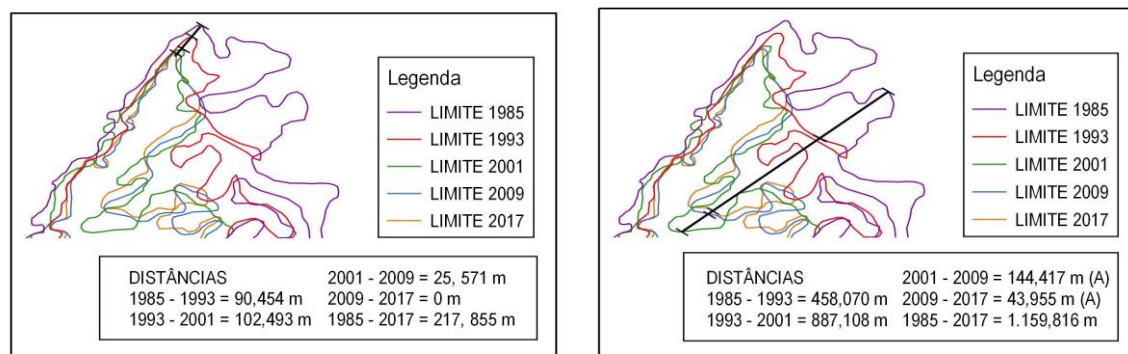 Legenda
LIMITE 1985
LIMITE 1993
LIMITE 2001
LIMITE 2009
LIMITE 2017
DISTÂNCIAS 2001 - 2009 = 25, 571 m
1985 - 1993 = 90,454 m 2009 - 2017 = 0 m
1993 - 2001 = 102,493 m 1985 - 2017 = 217, 855 m
Legenda
LIMITE 1985
LIMITE 1993
LIMITE 2001
LIMITE 2009
LIMITE 2017
DISTÂNCIAS 2001 - 2009 = 144,417 m (A)
1985 - 1993 = 458,070 m 2009 - 2017 = 43,955 m (A)
1993 - 2001 = 887,108 m 1985 - 2017 = 1.159,816 m